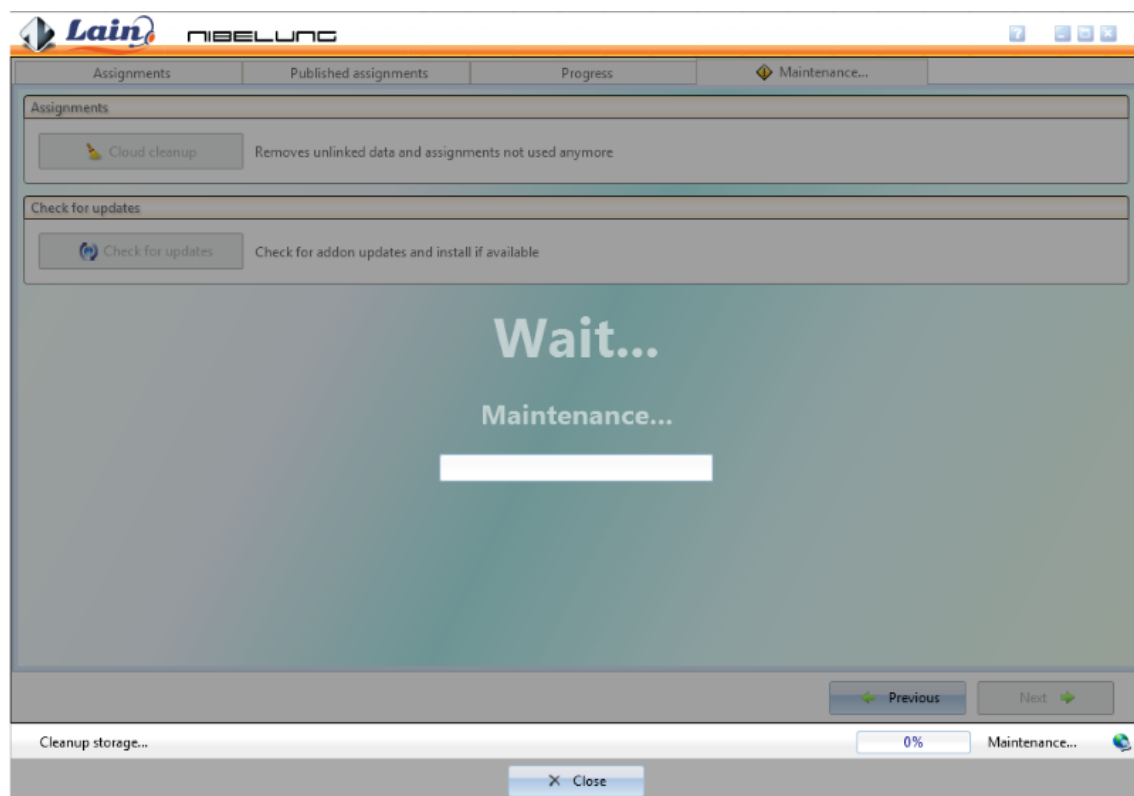 Lain NIBELUNG
Assignments Published assignments Progress Maintenance...
Assignments
Cloud cleanup Removes unlinked data and assignments not used anymore
Check for updates
Check for updates Check for addon updates and install if available
Wait...
Maintenance...
Previous Next
Cleanup storage... 0% Maintenance...
Close